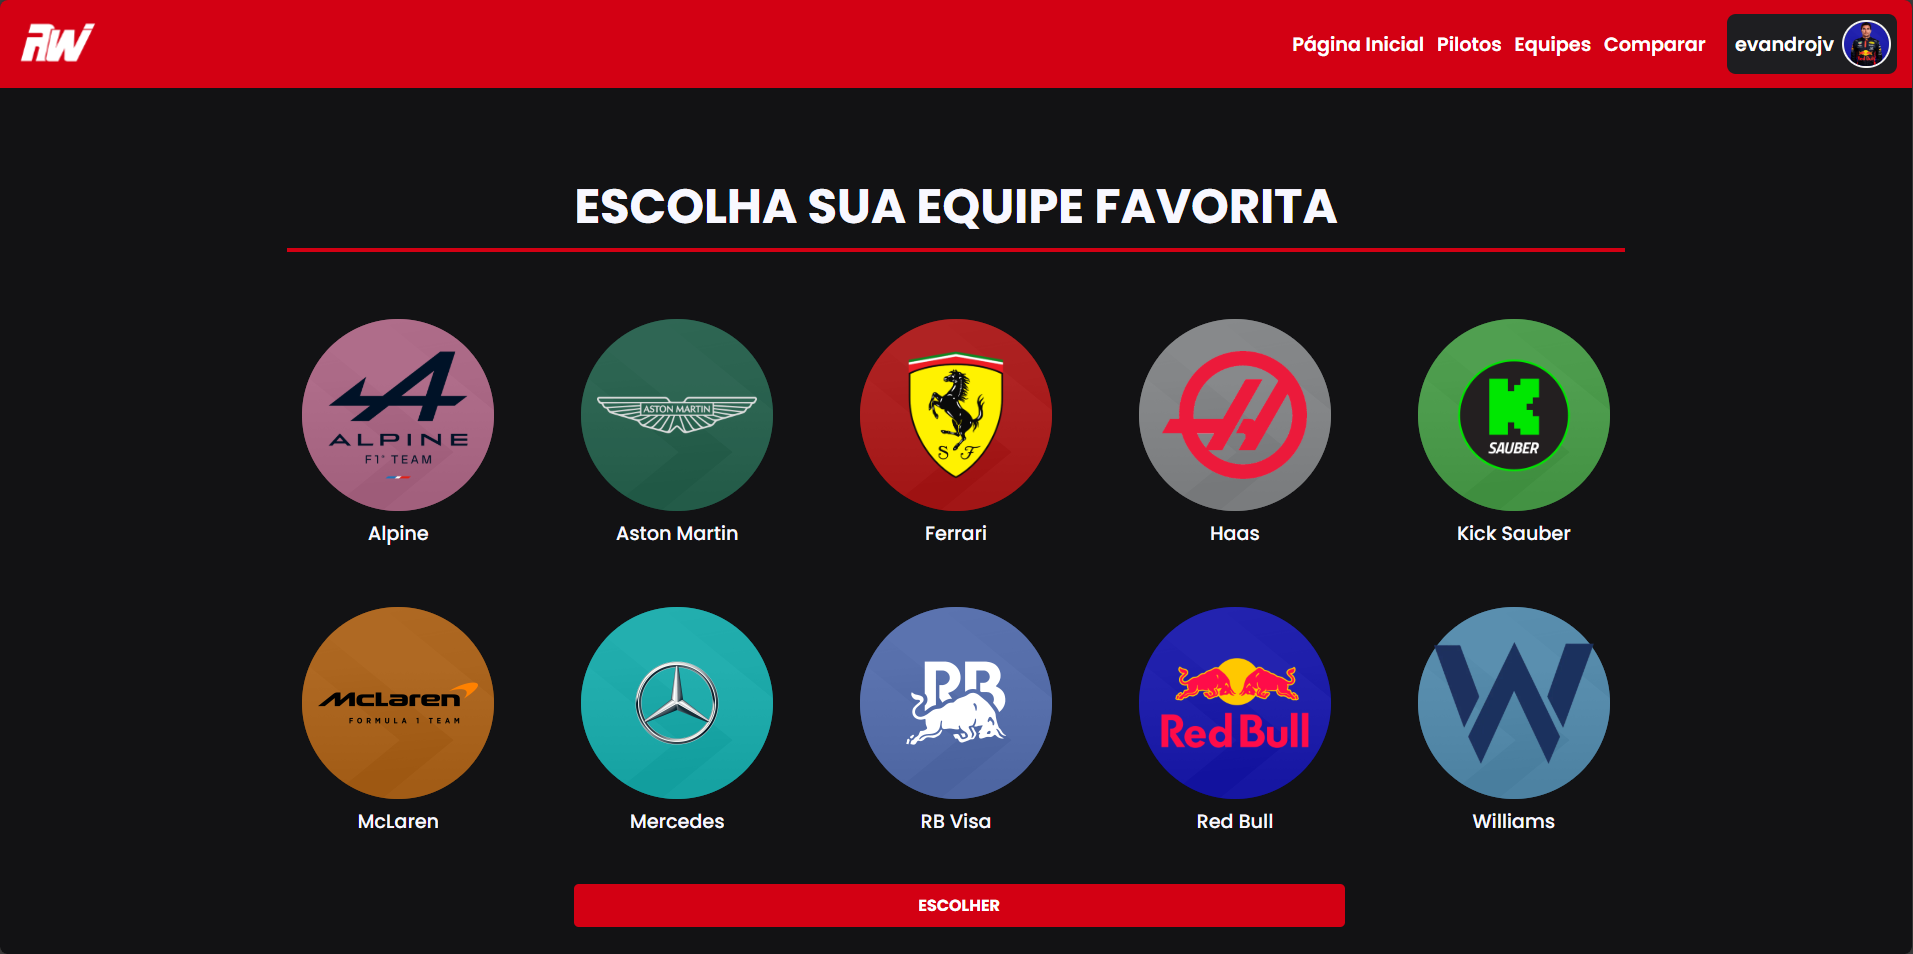 RW
Página Inicial Pilotos Equipes Comparar evandrojv
ESCOLHA SUA EQUIPE FAVORITA
ALPINE
F1® TEAM
ASTON MARTIN
S F
K
SAUBER
Alpine Aston Martin Ferrari Haas Kick Sauber
McLaren
FORMULA 1 TEAM
RB
Red Bull
W
McLaren Mercedes RB Visa Red Bull Williams
ESCOLHER